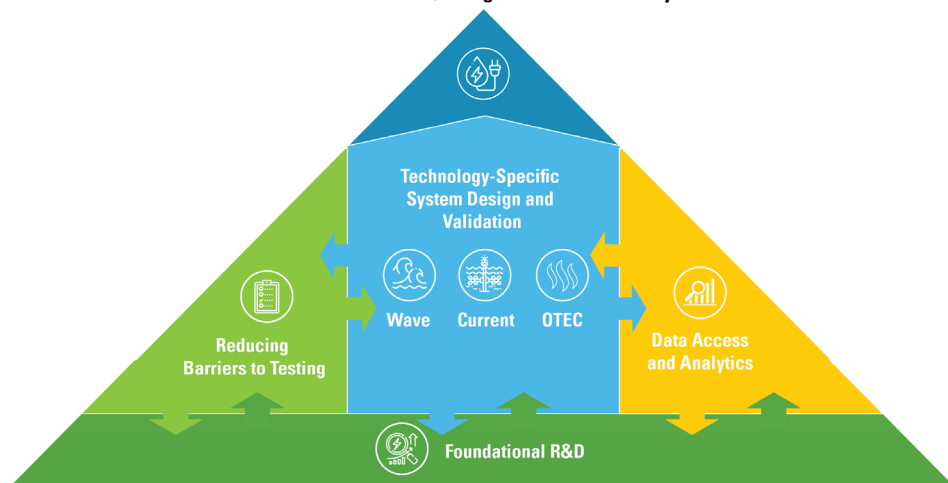 Technology-Specific
System Design and
Validation
Wave
Current
OTEC
Reducing
Barriers to Testing
Data Access
and Analytics
Foundational R&D